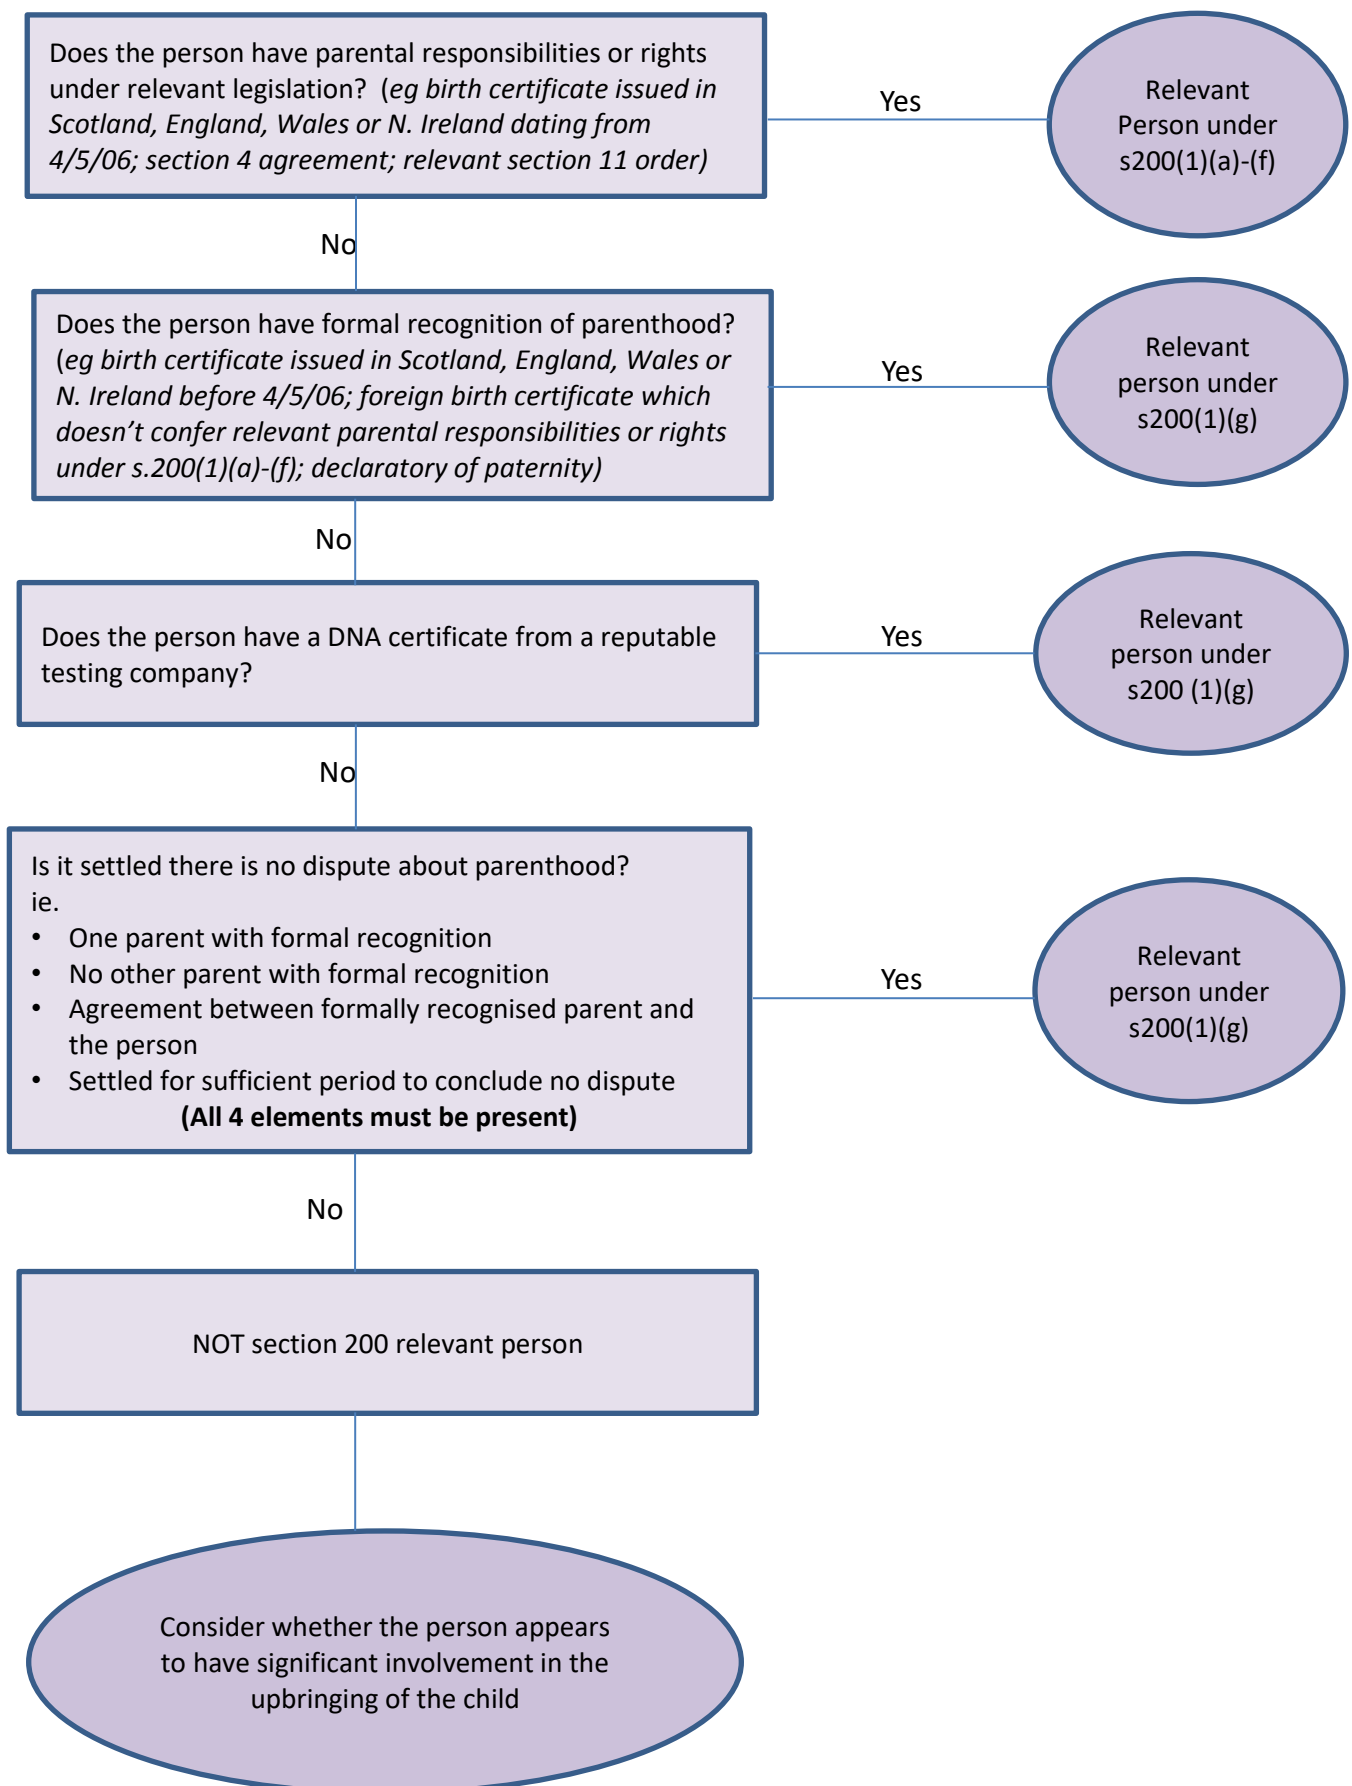 Does the person have parental responsibilities or rights
under relevant legislation?  (eg birth certificate issued in
Scotland, England, Wales or N. Ireland dating from
4/5/06; section 4 agreement; relevant section 11 order)
Yes
Relevant
Person under
s200(1)(a)-(f)
No
Does the person have formal recognition of parenthood?
(eg birth certificate issued in Scotland, England, Wales or
N. Ireland before 4/5/06; foreign birth certificate which
doesn’t confer relevant parental responsibilities or rights
under s.200(1)(a)-(f); declaratory of paternity)
Yes
Relevant
person under
s200(1)(g)
No
Does the person have a DNA certificate from a reputable
testing company?
Yes
Relevant
person under
s200 (1)(g)
No
Is it settled there is no dispute about parenthood?
ie.
• One parent with formal recognition
• No other parent with formal recognition
• Agreement between formally recognised parent and
the person
• Settled for sufficient period to conclude no dispute
(All 4 elements must be present)
Yes
Relevant
person under
s200(1)(g)
No
NOT section 200 relevant person
Consider whether the person appears
to have significant involvement in the
upbringing of the child